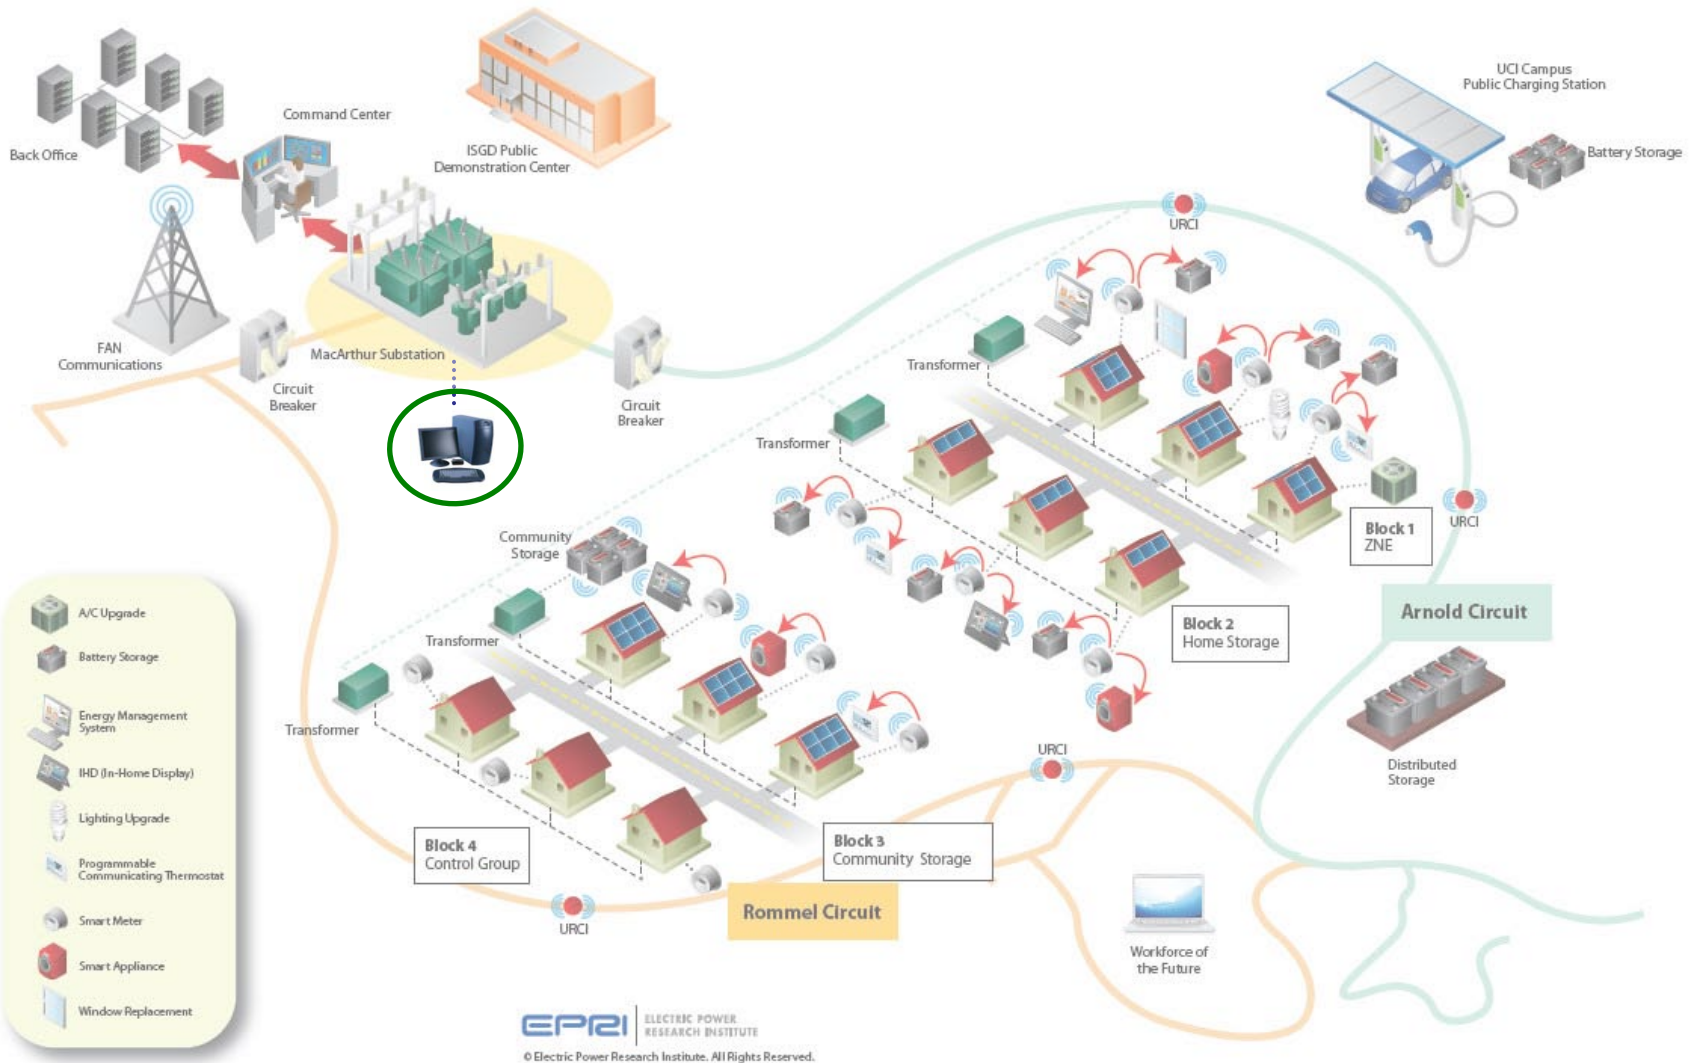 Back Office
Command Center
ISGD Public
Demonstration Center
UCI Campus
Public Charging Station
Battery Storage
FAN
Communications
MacArthur Substation
Circuit
Breaker
Circuit
Breaker
URCI
Transformer
Transformer
URCI
Block 1
ZNE
Community
Storage
Arnold Circuit
Block 2
Home Storage
Transformer
Transformer
A/C Upgrade
Battery Storage
Energy Management
System
IHD (In-Home Display)
Lighting Upgrade
Programmable
Communicating Thermostat
Smart Meter
Smart Appliance
Window Replacement
URCI
Distributed
Storage
Block 4
Control Group
Block 3
Community Storage
Rommel Circuit
URCI
Workforce of
the Future
EPRI
ELECTRIC POWER
RESEARCH INSTITUTE
© Electric Power Research Institute. All Rights Reserved.